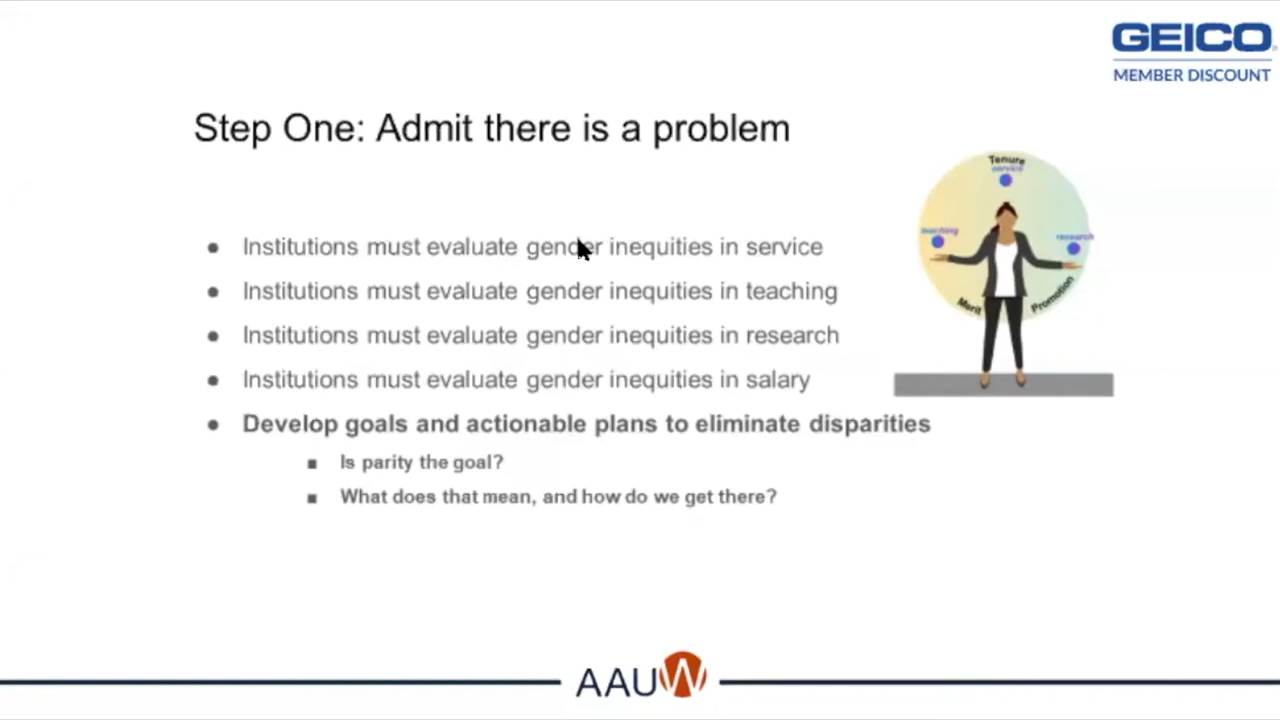 GEICO
MEMBER DISCOUNT
Step One: Admit there is a problem
Tenure
service
teaching
research
Merit
Promotion
● Institutions must evaluate gender inequities in service
● Institutions must evaluate gender inequities in teaching
● Institutions must evaluate gender inequities in research
● Institutions must evaluate gender inequities in salary
● Develop goals and actionable plans to eliminate disparities
■ Is parity the goal?
■ What does that mean, and how do we get there?
AAUW